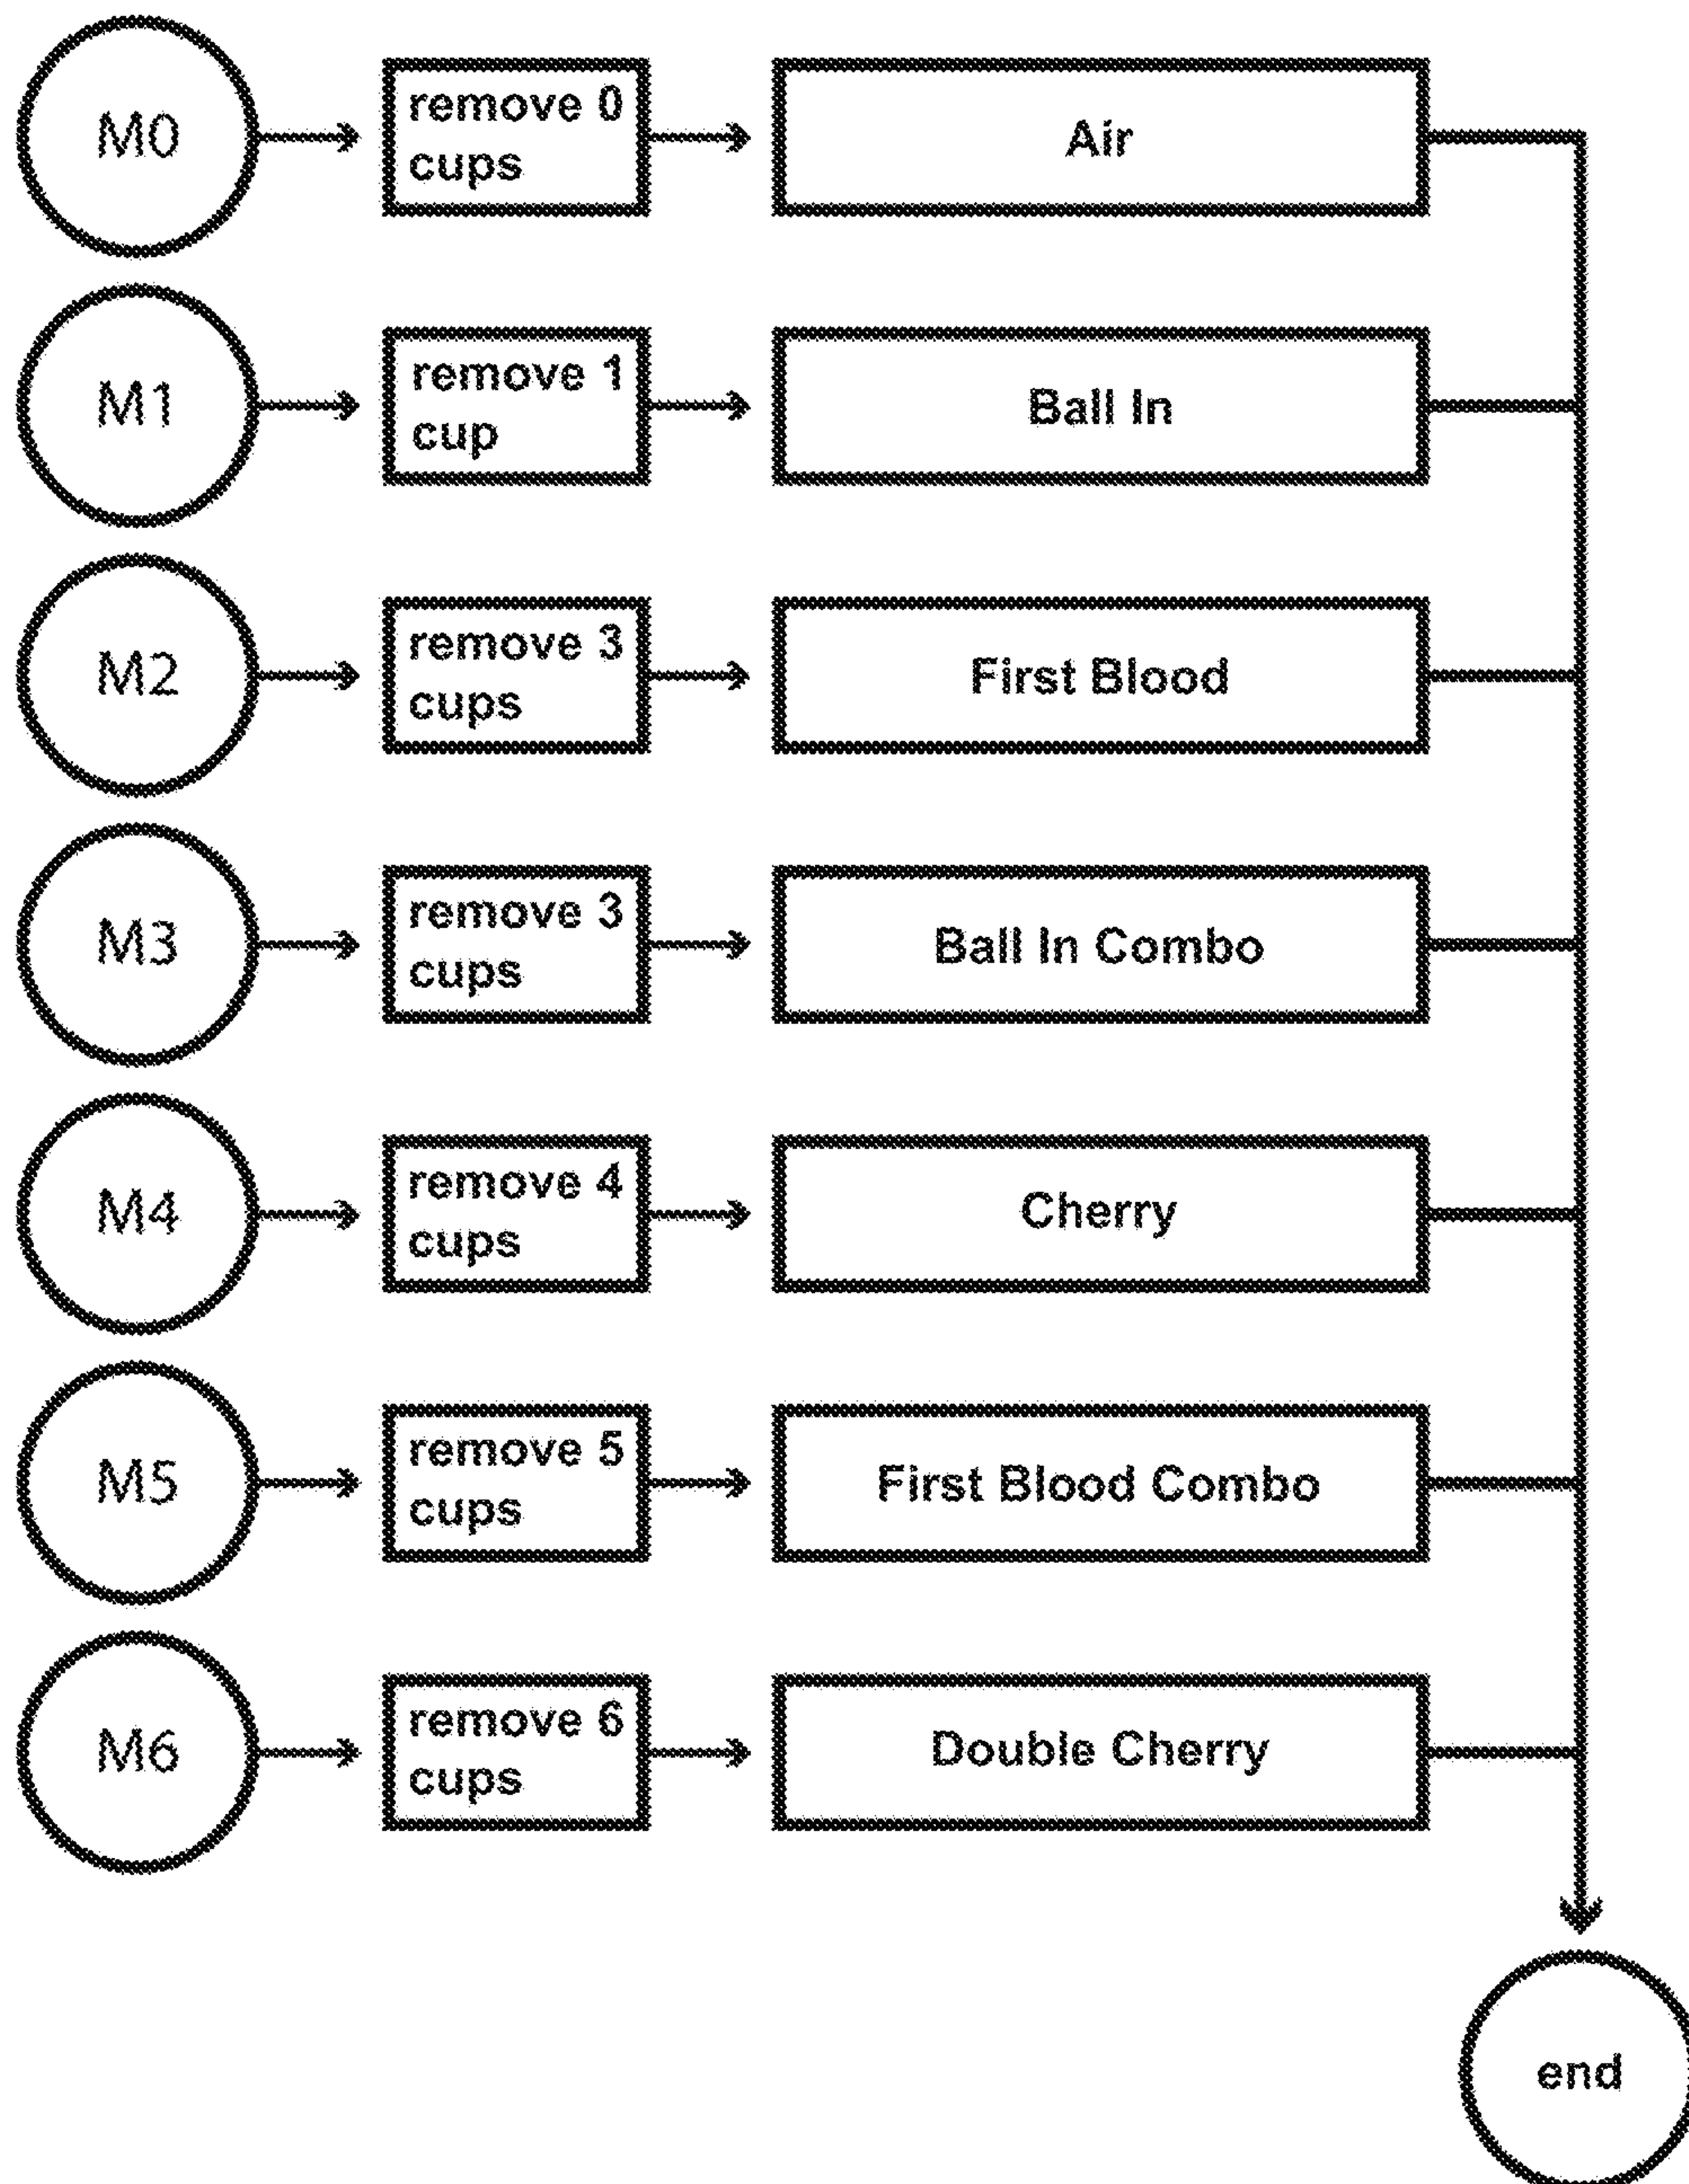 M0
remove 0
cups
Air
M1
remove 1
cup
Ball In
M2
remove 3
cups
First Blood
M3
remove 3
cups
Ball In Combo
M4
remove 4
cups
Cherry
M5
remove 5
cups
First Blood Combo
M6
remove 6
cups
Double Cherry
end